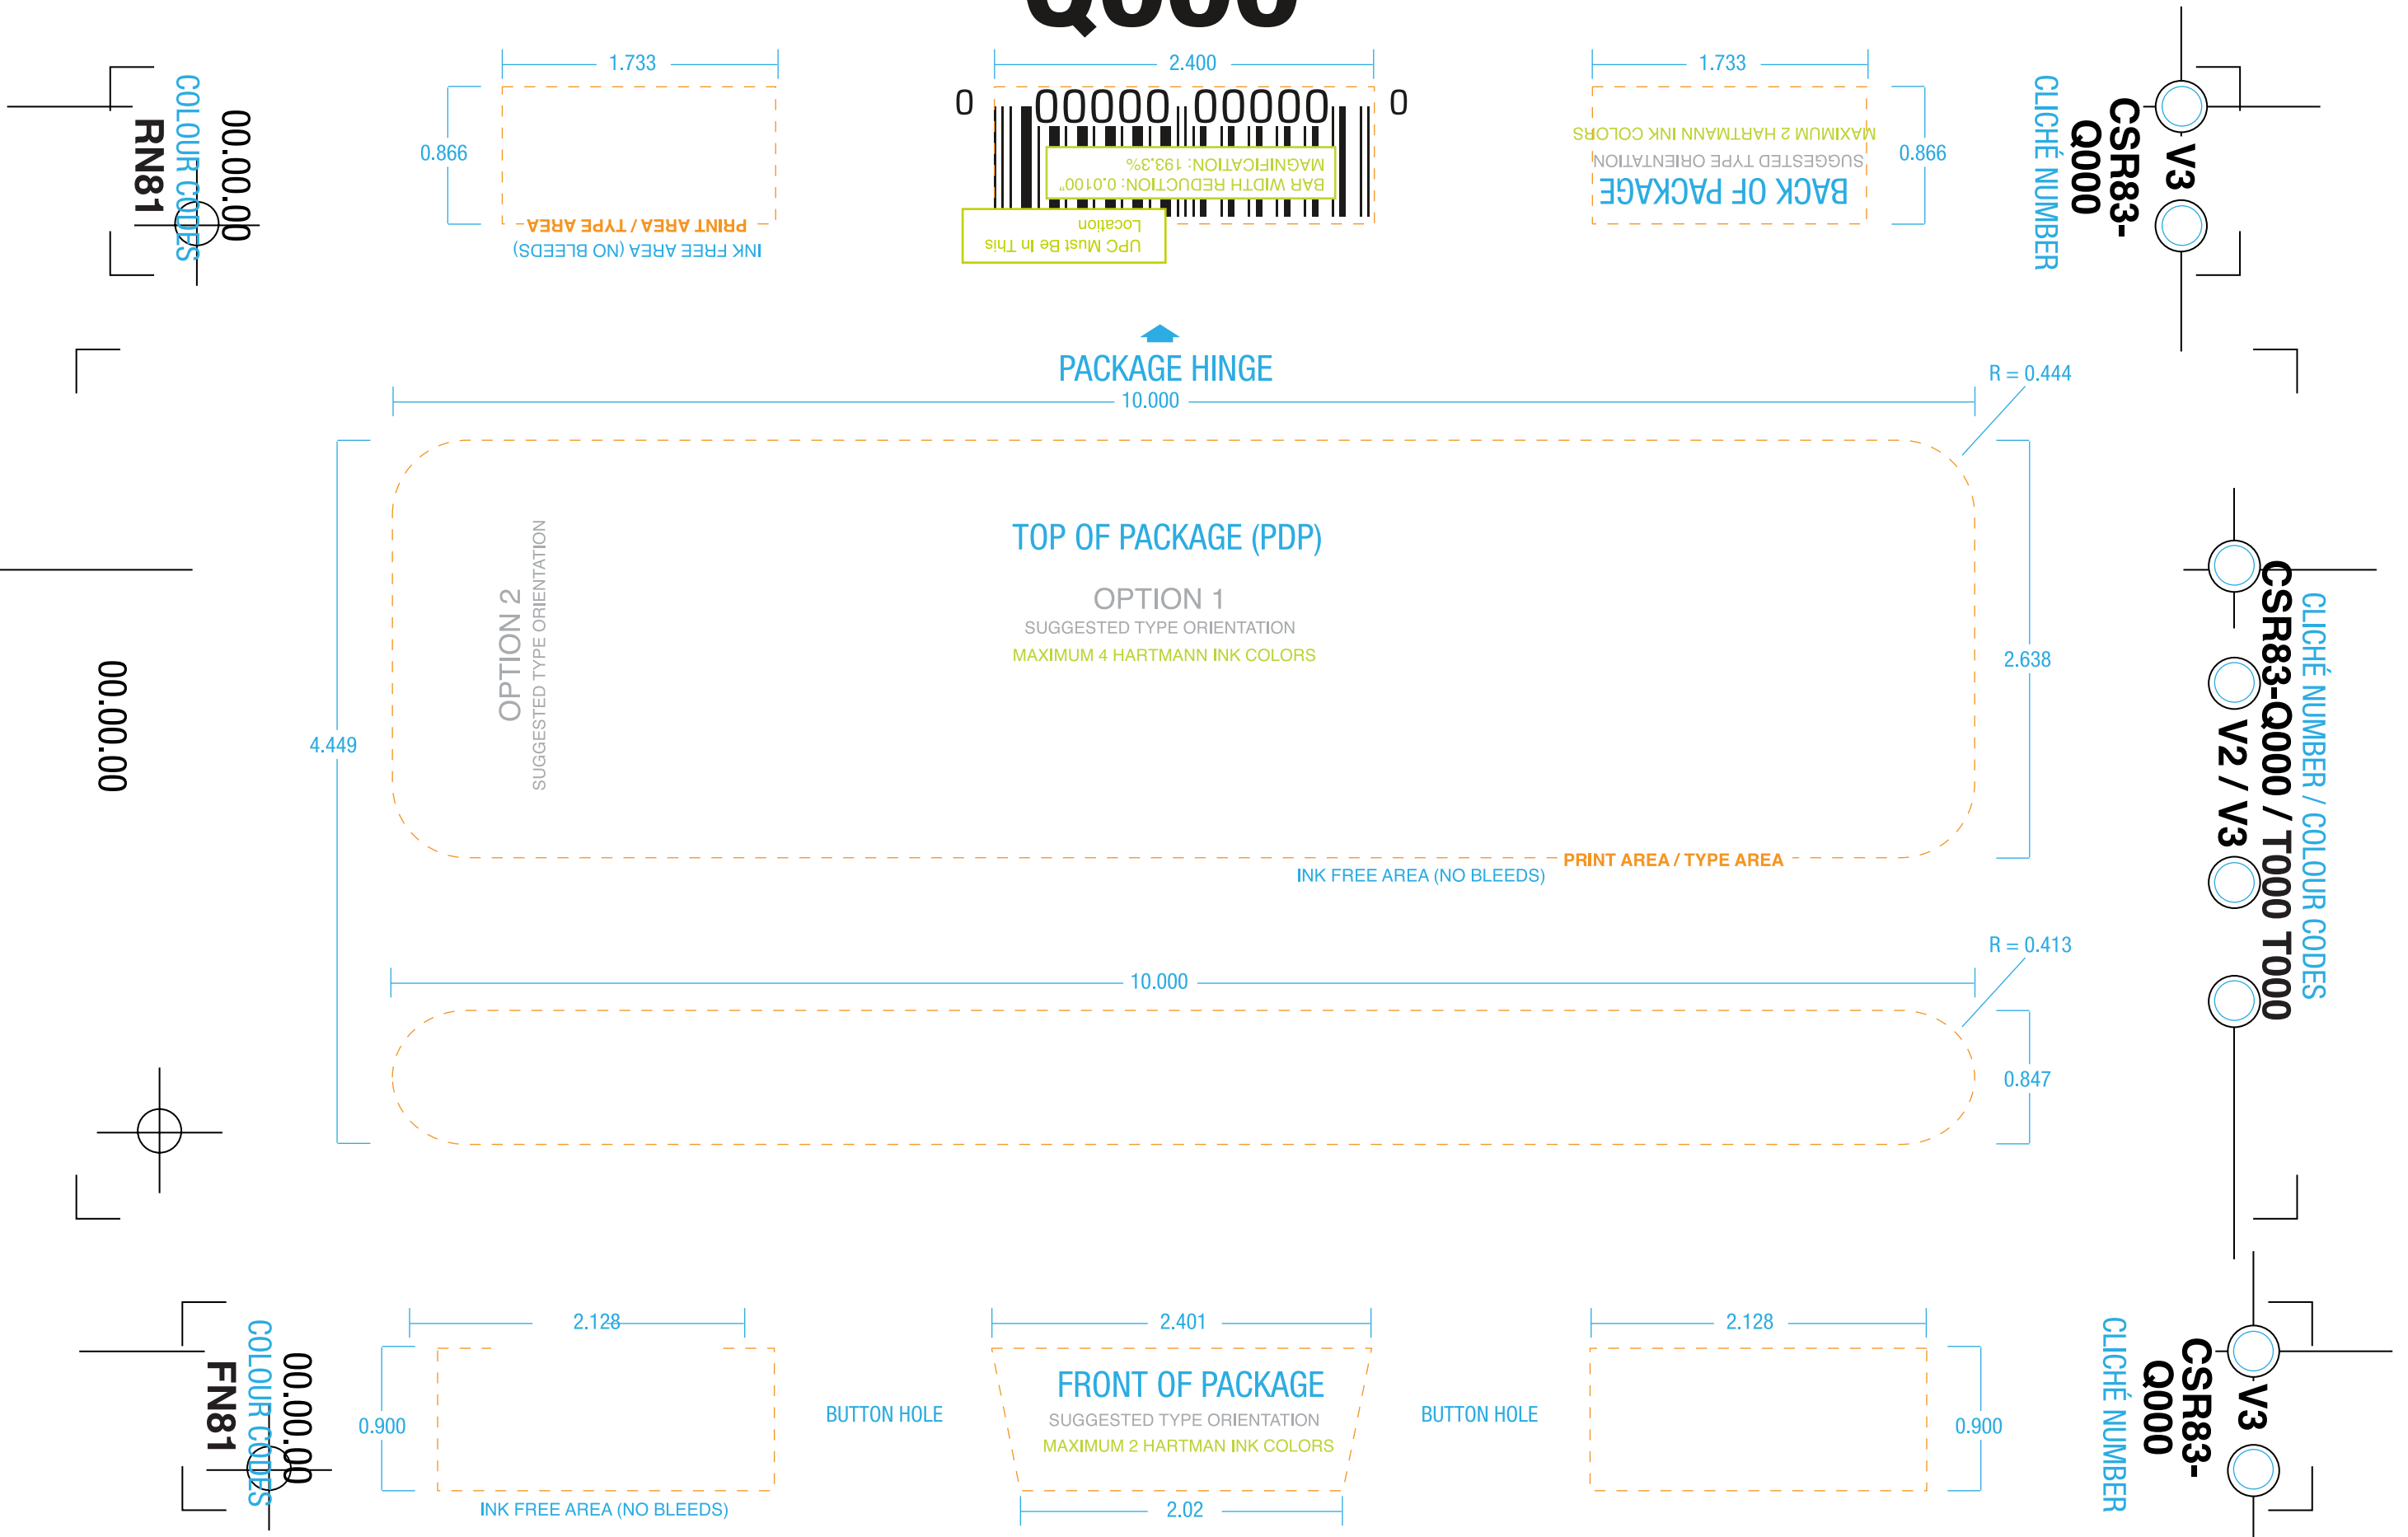 Q000
1.733
2.400
1.733
0 00000 00000 0
0.866
0.866
MAXIMUM 2 HARTMANN INK COLORS
SUGGESTED TYPE ORIENTATION
BACK OF PACKAGE
BAR WIDTH REDUCTION: 0.0100"
MAGNIFICATION: 193.3%
UPC Must Be In This
Location
PRINT AREA / TYPE AREA
INK FREE AREA (NO BLEEDS)
00.00.00
COLOUR CODES
RN81
V3
CSR83-
Q000
CLICHÉ NUMBER
PACKAGE HINGE
10.000
R = 0.444
TOP OF PACKAGE (PDP)
OPTION 1
SUGGESTED TYPE ORIENTATION
MAXIMUM 4 HARTMANN INK COLORS
OPTION 2
SUGGESTED TYPE ORIENTATION
2.638
4.449
00.00.00
PRINT AREA / TYPE AREA
INK FREE AREA (NO BLEEDS)
CLICHÉ NUMBER / COLOUR CODES
CSR83-Q000 / T000 T000
V2 / V3
R = 0.413
10.000
0.847
2.128
2.401
2.128
0.900
BUTTON HOLE
FRONT OF PACKAGE
SUGGESTED TYPE ORIENTATION
MAXIMUM 2 HARTMAN INK COLORS
BUTTON HOLE
0.900
INK FREE AREA (NO BLEEDS)
2.02
00.000.00
COLOUR CODES
FN81
V3
CSR83-
Q000
CLICHÉ NUMBER